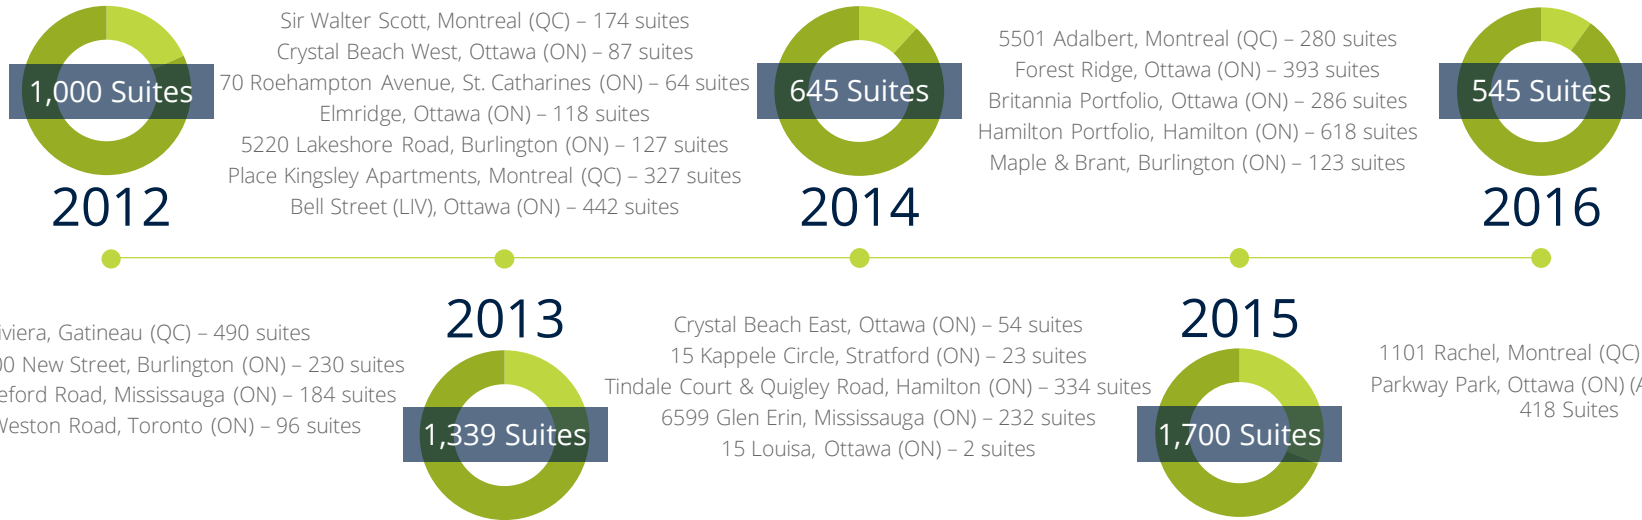 Sir Walter Scott, Montreal (QC) – 174 suites
Crystal Beach West, Ottawa (ON) – 87 suites
70 Roehampton Avenue, St. Catharines (ON) – 64 suites
Elmridge, Ottawa (ON) – 118 suites
5220 Lakeshore Road, Burlington (ON) – 127 suites
Place Kingsley Apartments, Montreal (QC) – 327 suites
Bell Street (LIV), Ottawa (ON) – 442 suites
5501 Adalbert, Montreal (QC) – 280 suites
Forest Ridge, Ottawa (ON) – 393 suites
Britannia Portfolio, Ottawa (ON) – 286 suites
Hamilton Portfolio, Hamilton (ON) – 618 suites
Maple & Brant, Burlington (ON) – 123 suites
1,000 Suites
645 Suites
545 Suites
2012
2014
2016
2013
2015
Gatineau (QC) – 490 suites
New Street, Burlington (ON) – 230 suites
Road, Mississauga (ON) – 184 suites
Weston Road, Toronto (ON) – 96 suites
1,339 Suites
Crystal Beach East, Ottawa (ON) – 54 suites
15 Kappele Circle, Stratford (ON) – 23 suites
Tindale Court & Quigley Road, Hamilton (ON) – 334 suites
6599 Glen Erin, Mississauga (ON) – 232 suites
15 Louisa, Ottawa (ON) – 2 suites
1,700 Suites
1101 Rachel, Montreal (QC)
Parkway Park, Ottawa (ON)
418 Suites